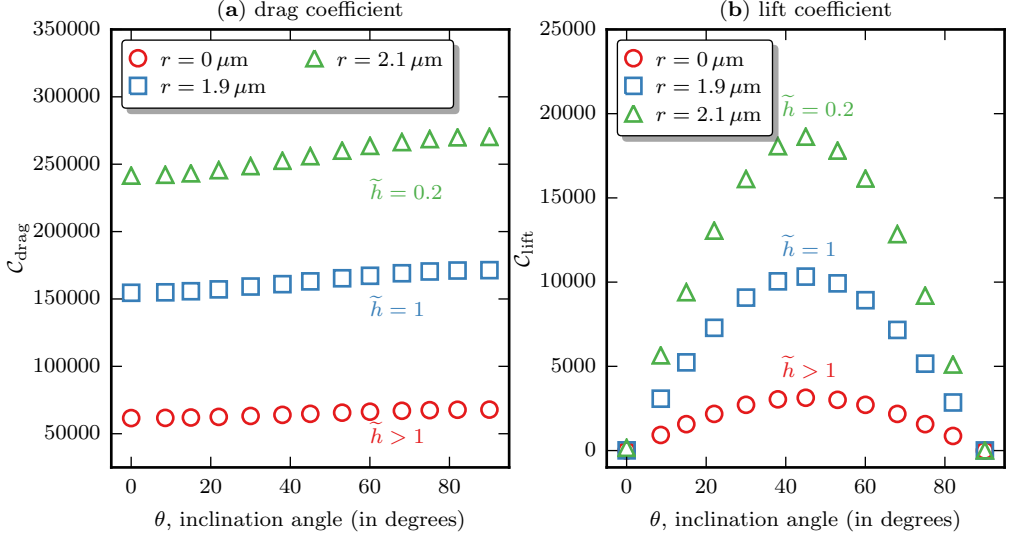 (a) drag coefficient
350000
300000
250000
200000
150000
100000
50000
r = 0 μm
r = 1.9 μm
r = 2.1 μm
h̃ = 0.2
h̃ = 1
h̃ > 1
C_drag
0 20 40 60 80
θ, inclination angle (in degrees)
(b) lift coefficient
25000
20000
15000
10000
5000
0
r = 0 μm
r = 1.9 μm
r = 2.1 μm
h̃ = 0.2
h̃ = 1
h̃ > 1
C_lift
0 20 40 60 80
θ, inclination angle (in degrees)